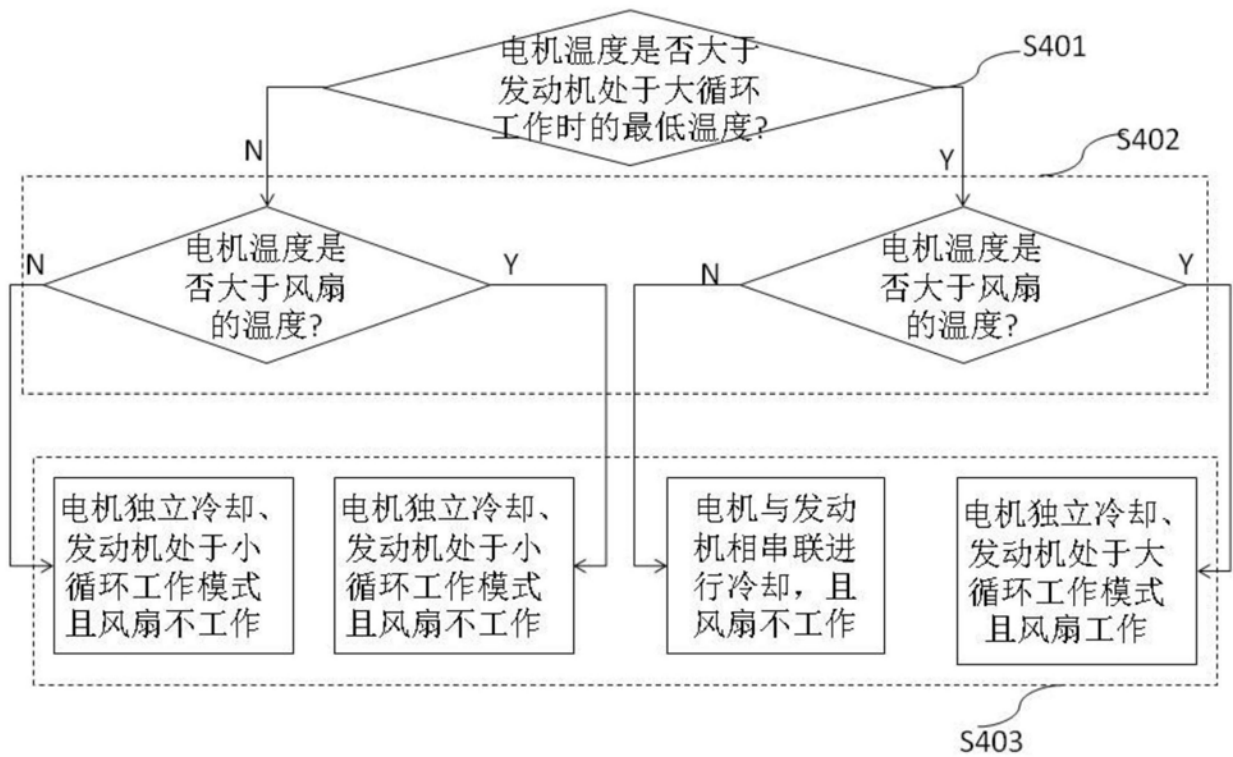 电机温度是否大于
发动机处于大循环
工作时的最低温度?
S401
N
Y
S402
电机温度是
否大于风扇
的温度?
N
Y
电机温度是
否大于风扇
的温度?
N
Y
电机独立冷却、
发动机处于小
循环工作模式
且风扇不工作
电机独立冷却、
发动机处于小
循环工作模式
且风扇不工作
电机与发动
机相串联进
行冷却，且
风扇不工作
电机独立冷却、
发动机处于大
循环工作模式
且风扇工作
S403